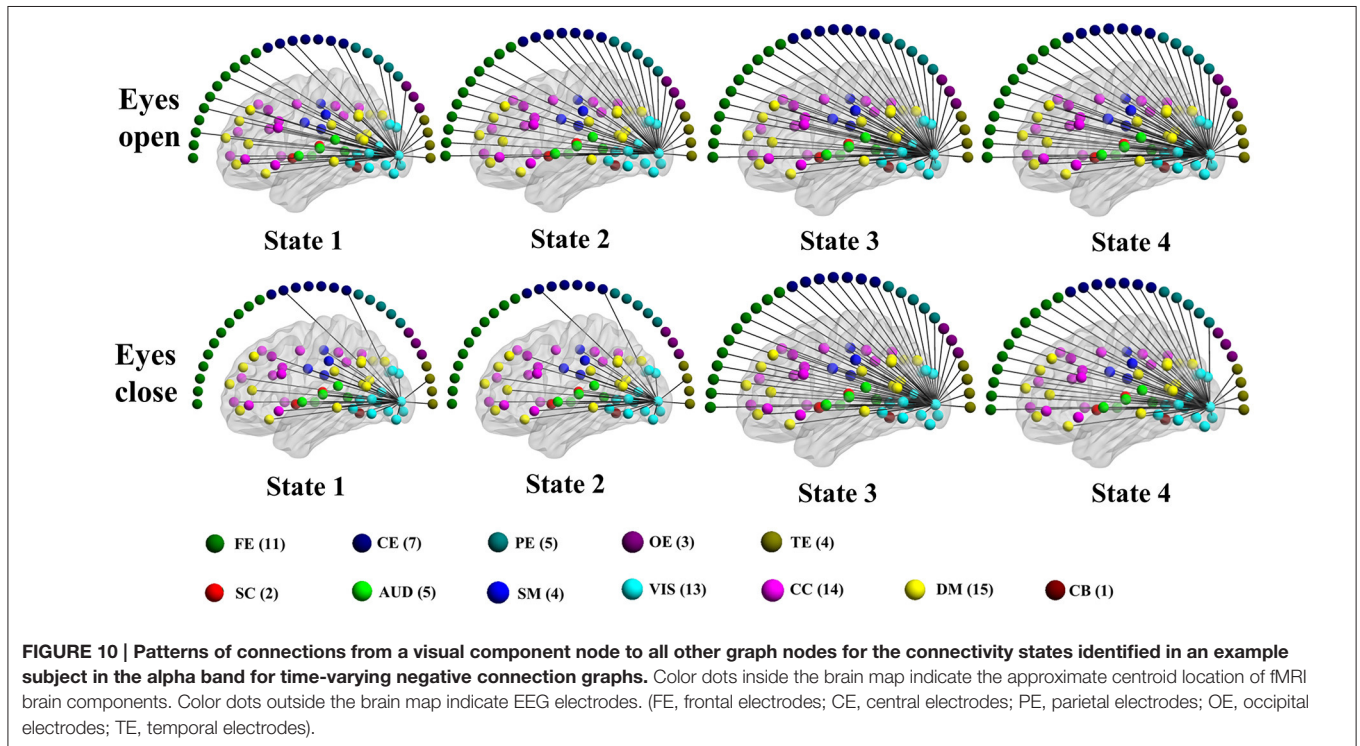 Eyes
open
State 1
State 2
State 3
State 4
Eyes
close
State 1
State 2
State 3
State 4
FE (11)
CE (7)
PE (5)
OE (3)
TE (4)
SC (2)
AUD (5)
SM (4)
VIS (13)
CC (14)
DM (15)
CB (1)
FIGURE 10 | Patterns of connections from a visual component node to all other graph nodes for the connectivity states identified in an example
subject in the alpha band for time-varying negative connection graphs. Color dots inside the brain map indicate the approximate centroid location of fMRI
brain components. Color dots outside the brain map indicate EEG electrodes. (FE, frontal electrodes; CE, central electrodes; PE, parietal electrodes; OE, occipital
electrodes; TE, temporal electrodes).